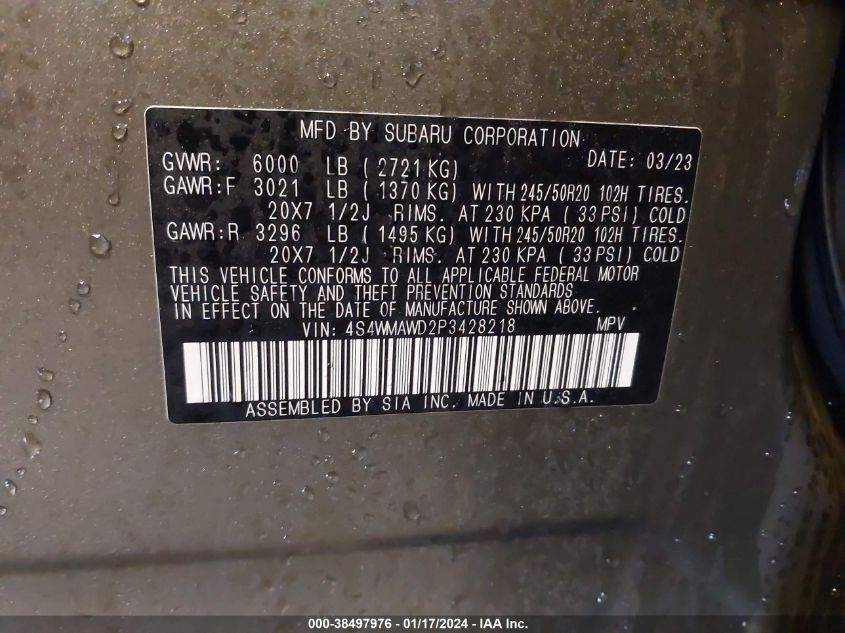 MFD BY SUBARU CORPORATION
GVWR: 6000 LB ( 2721 KG) DATE: 03/23
GAWR:F 3021 LB ( 1370 KG) WITH 245/50R20 102H TIRES.
20X7 1/2J RIMS. AT 230 KPA ( 33 PSI) COLD
GAWR:R 3296 LB ( 1495 KG) WITH 245/50R20 102H TIRES.
20X7 1/2J RIMS. AT 230 KPA ( 33 PSI) COLD
THIS VEHICLE CONFORMS TO ALL APPLICABLE FEDERAL MOTOR
VEHICLE SAFETY AND THEFT PREVENTION STANDARDS
IN EFFECT ON THE DATE OF MANUFACTURE SHOWN ABOVE.
VIN: 4S4WMAWD2P3428218 MPV
ASSEMBLED BY SIA INC. MADE IN U.S.A.
000-38497976 - 01/17/2024 - IAA Inc.